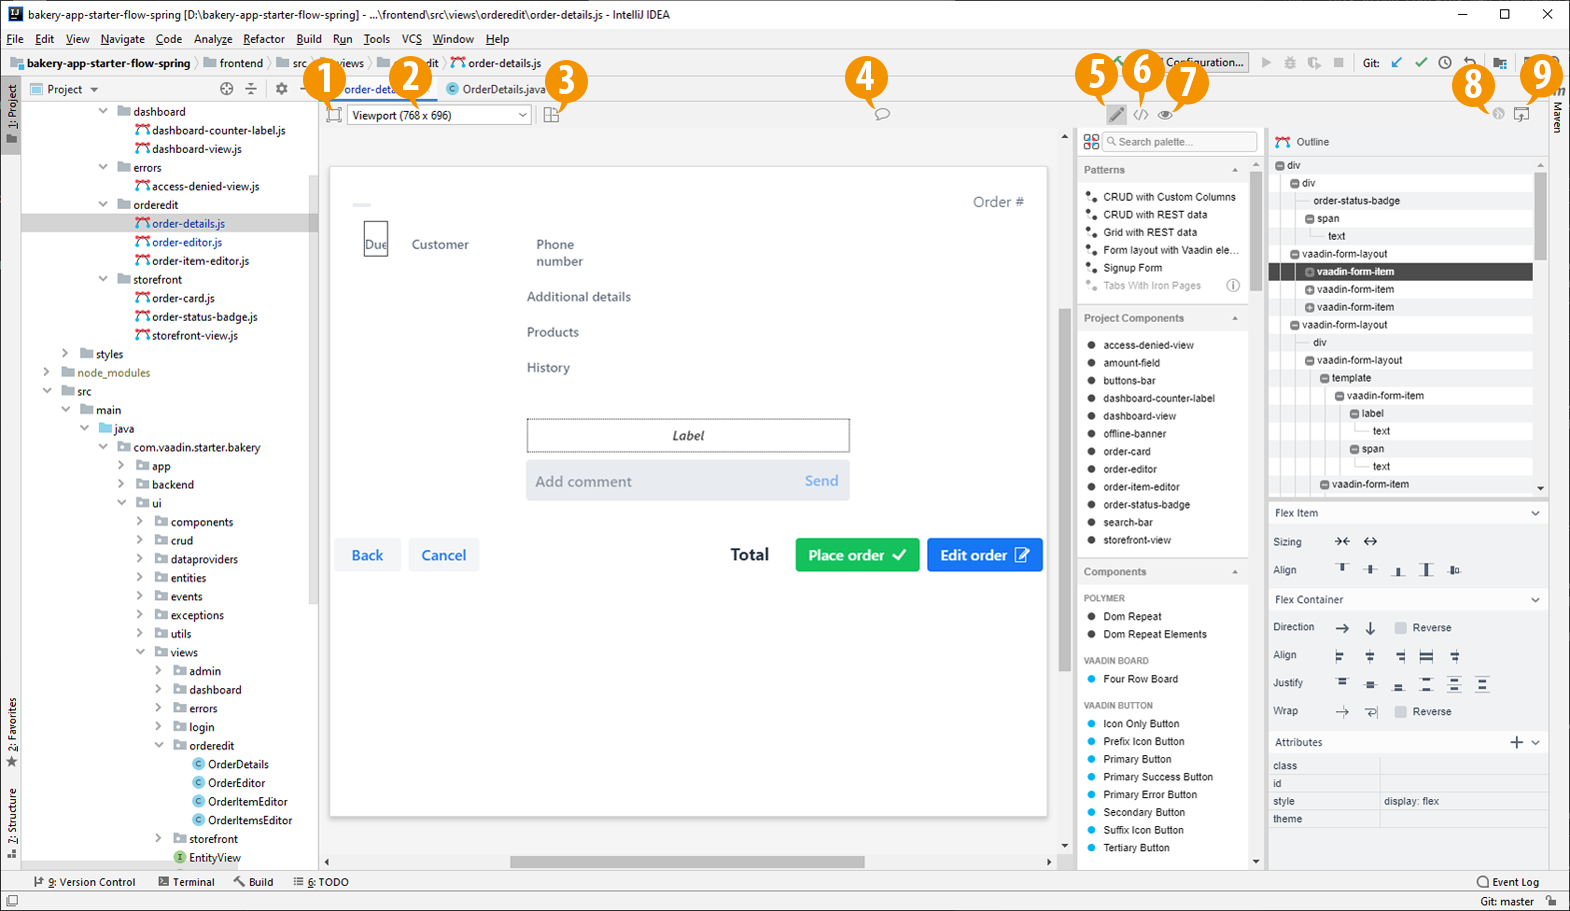 bakery-app-starter-flow-spring [D:\bakery-app-starter-flow-spring] - ...\frontend\src\views\orderedit\order-details.js - IntelliJ IDEA
File Edit View Navigate Code Analyze Refactor Build Run Tools VCS Window Help
bakery-app-starter-flow-spring frontend src views order-details.js
Configuration...
Git:
1 2 3 4 5 6 7 8 9
Project
OrderDetails.java
Viewport (768 x 696)
1: Project
2: Favorites
7: Structure
dashboard
dashboard-counter-label.js
dashboard-view.js
errors
access-denied-view.js
orderedit
order-details.js
order-editor.js
order-item-editor.js
storefront
order-card.js
order-status-badge.js
storefront-view.js
styles
node_modules
src
main
java
com.vaadin.starter.bakery
app
backend
ui
components
crud
dataproviders
entities
events
exceptions
utils
views
admin
dashboard
errors
login
orderedit
OrderDetails
OrderEditor
OrderItemEditor
OrderItemsEditor
storefront
EntityView
Order #
Due
Customer
Phone
number
Additional details
Products
History
Label
Add comment Send
Back Cancel Total Place order Edit order
Search palette...
Patterns
CRUD with Custom Columns
CRUD with REST data
Grid with REST data
Form layout with Vaadin ele...
Signup Form
Tabs With Iron Pages
Project Components
access-denied-view
amount-field
buttons-bar
dashboard-counter-label
dashboard-view
offline-banner
order-card
order-editor
order-item-editor
order-status-badge
search-bar
storefront-view
Components
POLYMER
Dom Repeat
Dom Repeat Elements
VAADIN BOARD
Four Row Board
VAADIN BUTTON
Icon Only Button
Prefix Icon Button
Primary Button
Primary Success Button
Primary Error Button
Secondary Button
Suffix Icon Button
Tertiary Button
Outline
div
div
order-status-badge
span
text
vaadin-form-layout
vaadin-form-item
vaadin-form-item
vaadin-form-item
vaadin-form-layout
div
vaadin-form-layout
template
vaadin-form-item
label
text
span
text
vaadin-form-item
Flex Item
Sizing
Align
Flex Container
Direction Reverse
Align
Justify
Wrap Reverse
Attributes
class
id
style display: flex
theme
Maven
9: Version Control Terminal Build 6: TODO
Event Log
Git: master